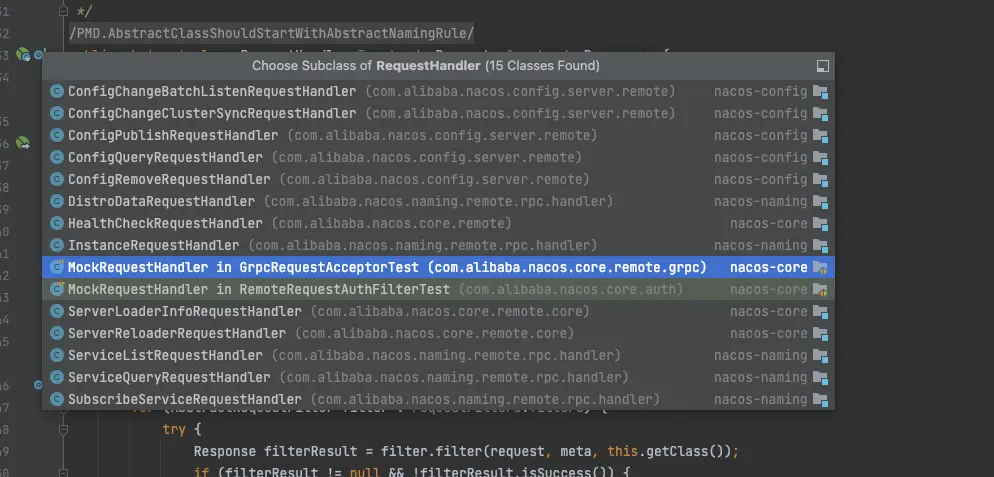 31 */
32 /PMD.AbstractClassShouldStartWithAbstractNamingRule/
33
Choose Subclass of RequestHandler (15 Classes Found)
ConfigChangeBatchListenRequestHandler (com.alibaba.nacos.config.server.remote) nacos-config
ConfigChangeClusterSyncRequestHandler (com.alibaba.nacos.config.server.remote) nacos-config
ConfigPublishRequestHandler (com.alibaba.nacos.config.server.remote) nacos-config
ConfigQueryRequestHandler (com.alibaba.nacos.config.server.remote) nacos-config
ConfigRemoveRequestHandler (com.alibaba.nacos.config.server.remote) nacos-config
DistroDataRequestHandler (com.alibaba.nacos.naming.remote.rpc.handler) nacos-naming
HealthCheckRequestHandler (com.alibaba.nacos.core.remote) nacos-core
InstanceRequestHandler (com.alibaba.nacos.naming.remote.rpc.handler) nacos-naming
MockRequestHandler in GrpcRequestAcceptorTest (com.alibaba.nacos.core.remote.grpc) nacos-core
MockRequestHandler in RemoteRequestAuthFilterTest (com.alibaba.nacos.core.auth) nacos-core
ServerLoaderInfoRequestHandler (com.alibaba.nacos.core.remote.core) nacos-core
ServerReloaderRequestHandler (com.alibaba.nacos.core.remote.core) nacos-core
ServiceListRequestHandler (com.alibaba.nacos.naming.remote.rpc.handler) nacos-naming
ServiceQueryRequestHandler (com.alibaba.nacos.naming.remote.rpc.handler) nacos-naming
SubscribeServiceRequestHandler (com.alibaba.nacos.naming.remote.rpc.handler) nacos-naming
try {
Response filterResult = filter.filter(request, meta, this.getClass());
if (filterResult != null && !filterResult.isSuccess()) {